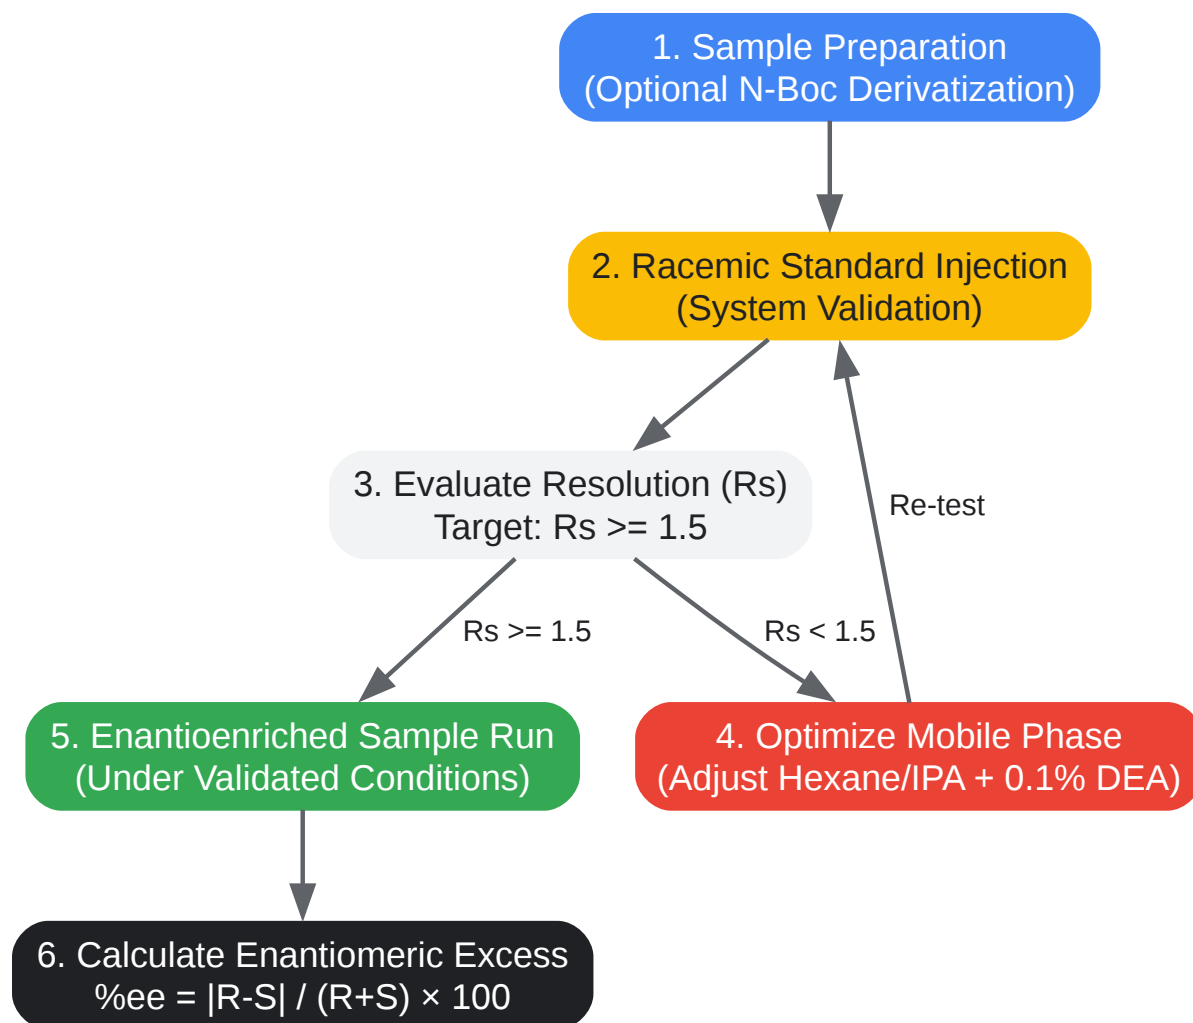 1. Sample Preparation
(Optional N-Boc Derivatization)
2. Racemic Standard Injection
(System Validation)
3. Evaluate Resolution (Rs)
Target: Rs >= 1.5
Re-test
Rs >= 1.5
Rs < 1.5
5. Enantioenriched Sample Run
(Under Validated Conditions)
4. Optimize Mobile Phase
(Adjust Hexane/IPA + 0.1% DEA)
6. Calculate Enantiomeric Excess
%ee = |R-S| / (R+S) × 100